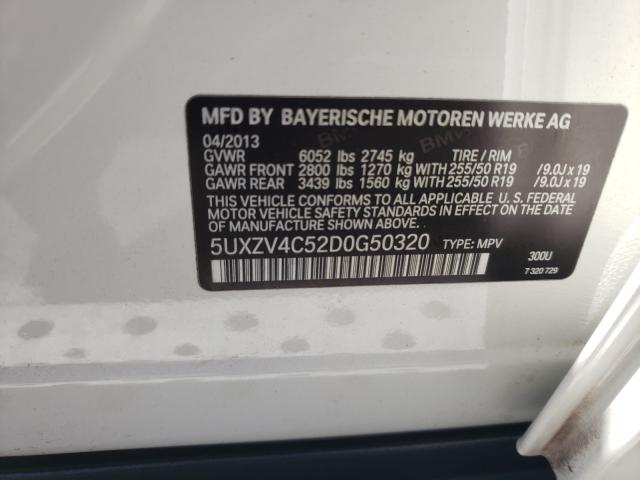 MFD BY BAYERISCHE MOTOREN WERKE AG
04/2013
GVWR 6052 lbs 2745 kg TIRE / RIM
GAWR FRONT 2800 lbs 1270 kg WITH 255/50 R19 /9.0J x 19
GAWR REAR 3439 lbs 1560 kg WITH 255/50 R19 /9.0J x 19
THIS VEHICLE CONFORMS TO ALL APPLICABLE U. S. FEDERAL
MOTOR VEHICLE SAFETY STANDARDS IN EFFECT ON THE DATE
OF MANUFACTURE SHOWN ABOVE.
5UXZV4C52D0G50320 TYPE: MPV 300U
7 320 729